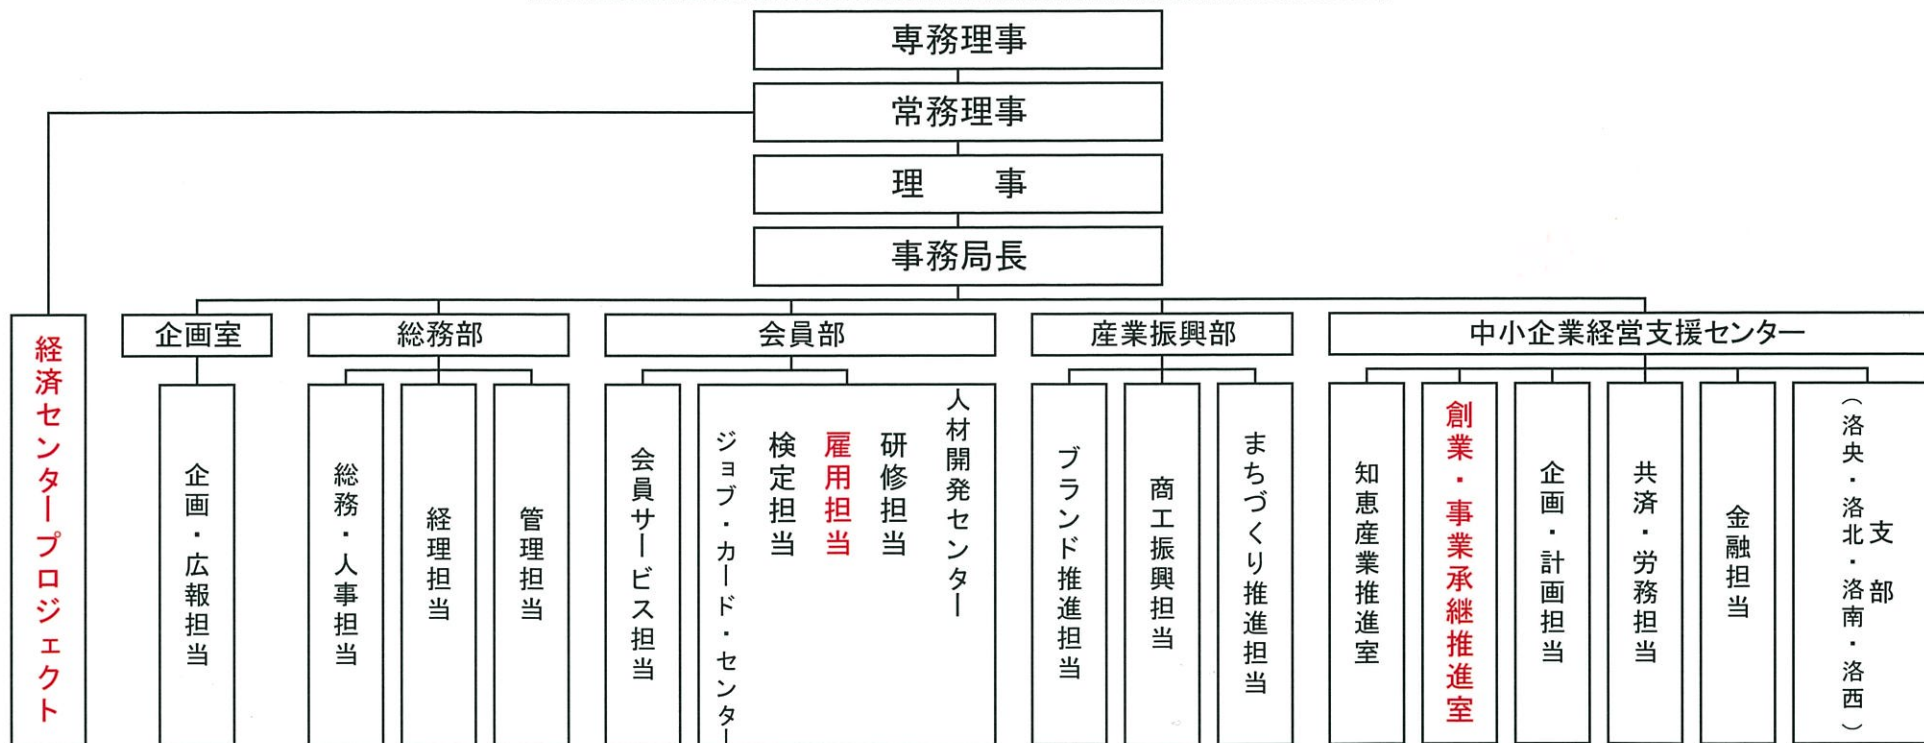 専務理事
常務理事
理　　事
事務局長
経済センタープロジェクト
企画室
企画・広報担当
総務部
総務・人事担当
経理担当
管理担当
会員部
会員サービス担当
人材開発センター
研修担当
雇用担当
検定担当
ジョブ・カード・センター
産業振興部
ブランド推進担当
商工振興担当
まちづくり推進担当
中小企業経営支援センター
知恵産業推進室
創業・事業承継推進室
企画・計画担当
共済・労務担当
金融担当
支部
（洛央・洛北・洛南・洛西）